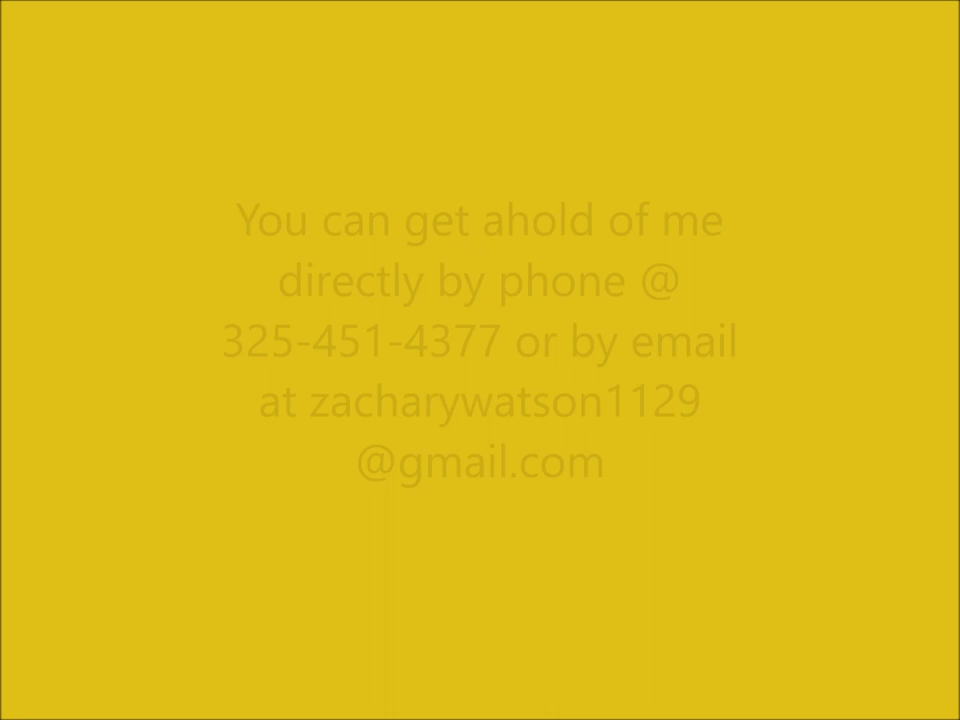 You can get ahold of me
directly by phone @
325-451-4377 or by email
at zacharywatson1129
@gmail.com